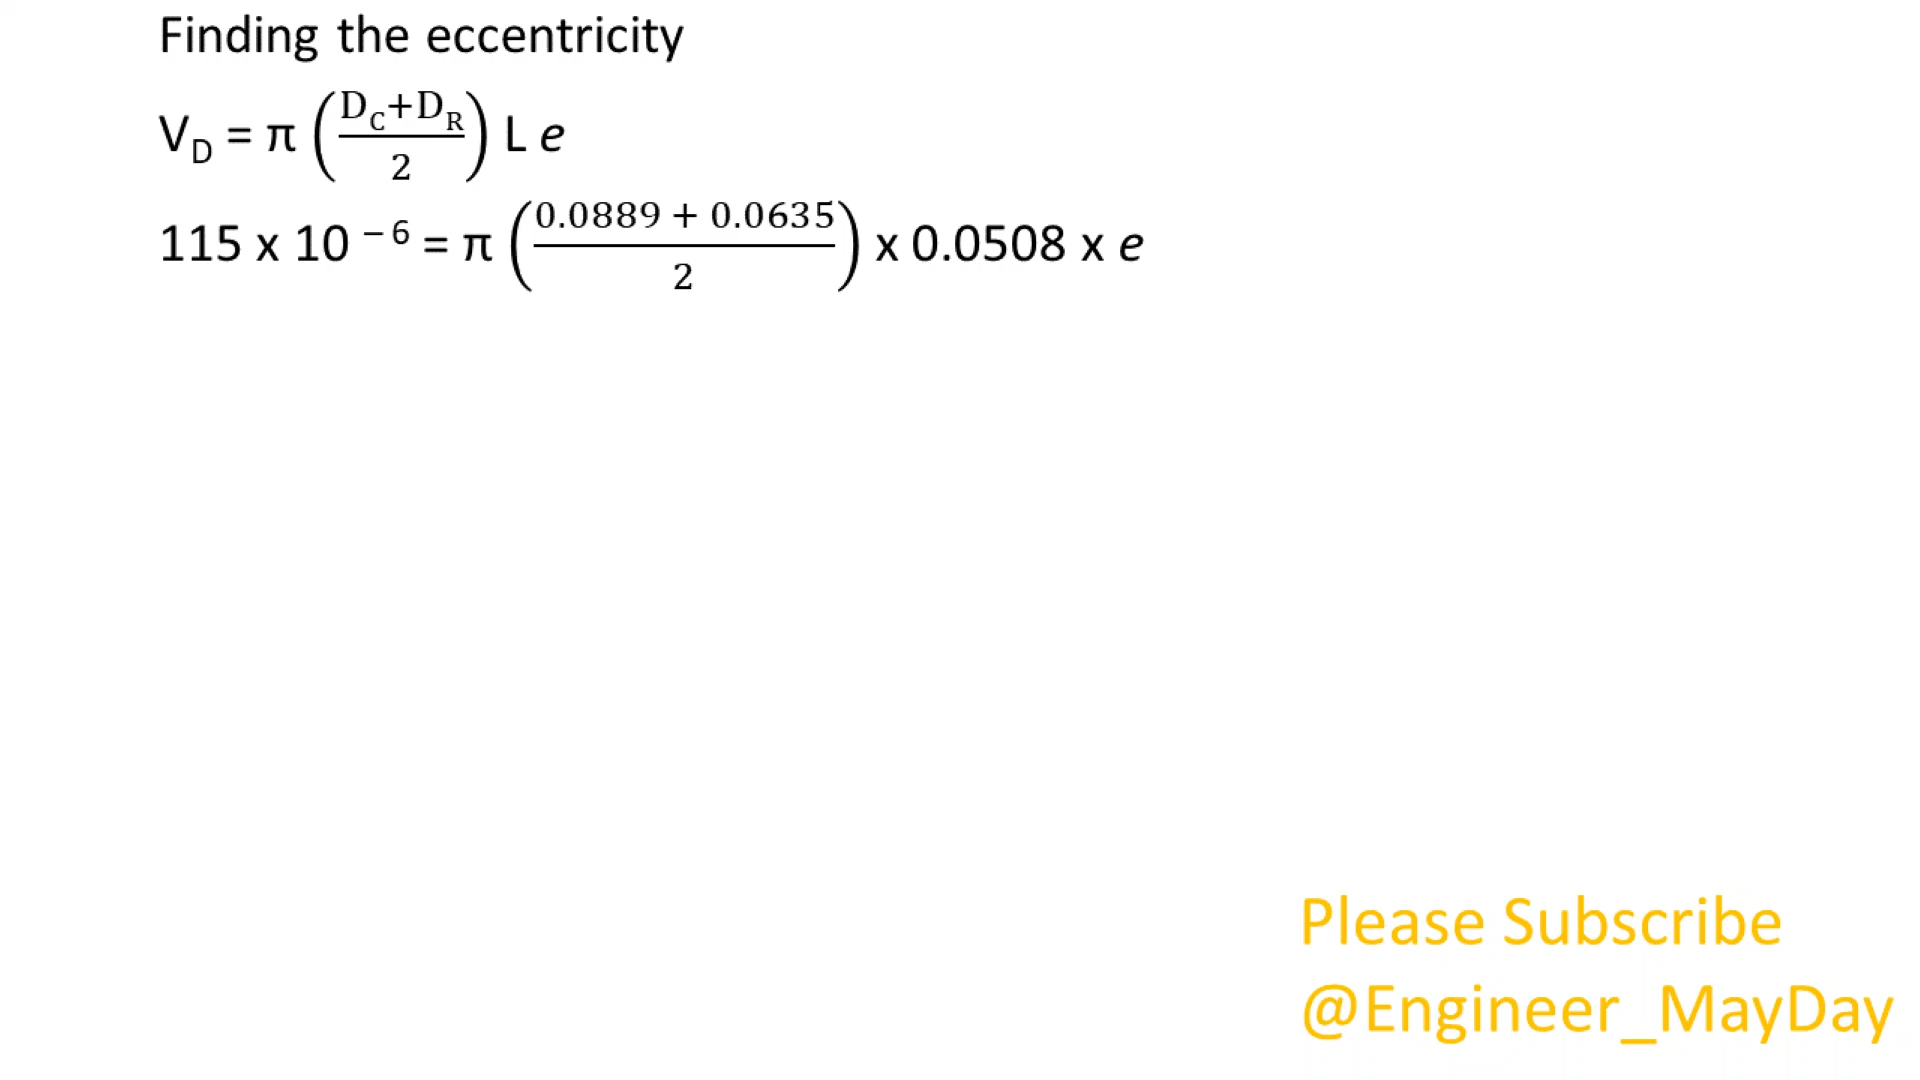 Finding the eccentricity
V_D = π ((D_C+D_R)/2) L e
115 x 10^–6 = π ((0.0889 + 0.0635)/2) x 0.0508 x e
Please Subscribe
@Engineer_MayDay